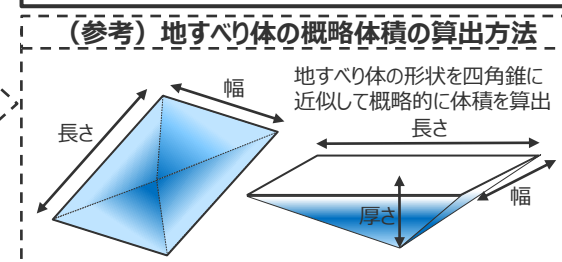 （参考）地すべり体の概略体積の算出方法
地すべり体の形状を四角錐に
近似して概略的に体積を算出
幅
長さ
長さ
幅
厚さ